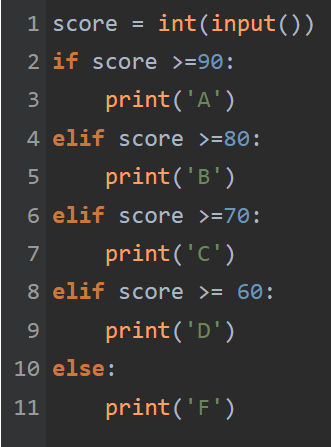 1 score = int(input())
2 if score >=90:
3     print('A')
4 elif score >=80:
5     print('B')
6 elif score >=70:
7     print('C')
8 elif score >= 60:
9     print('D')
10 else:
11     print('F')